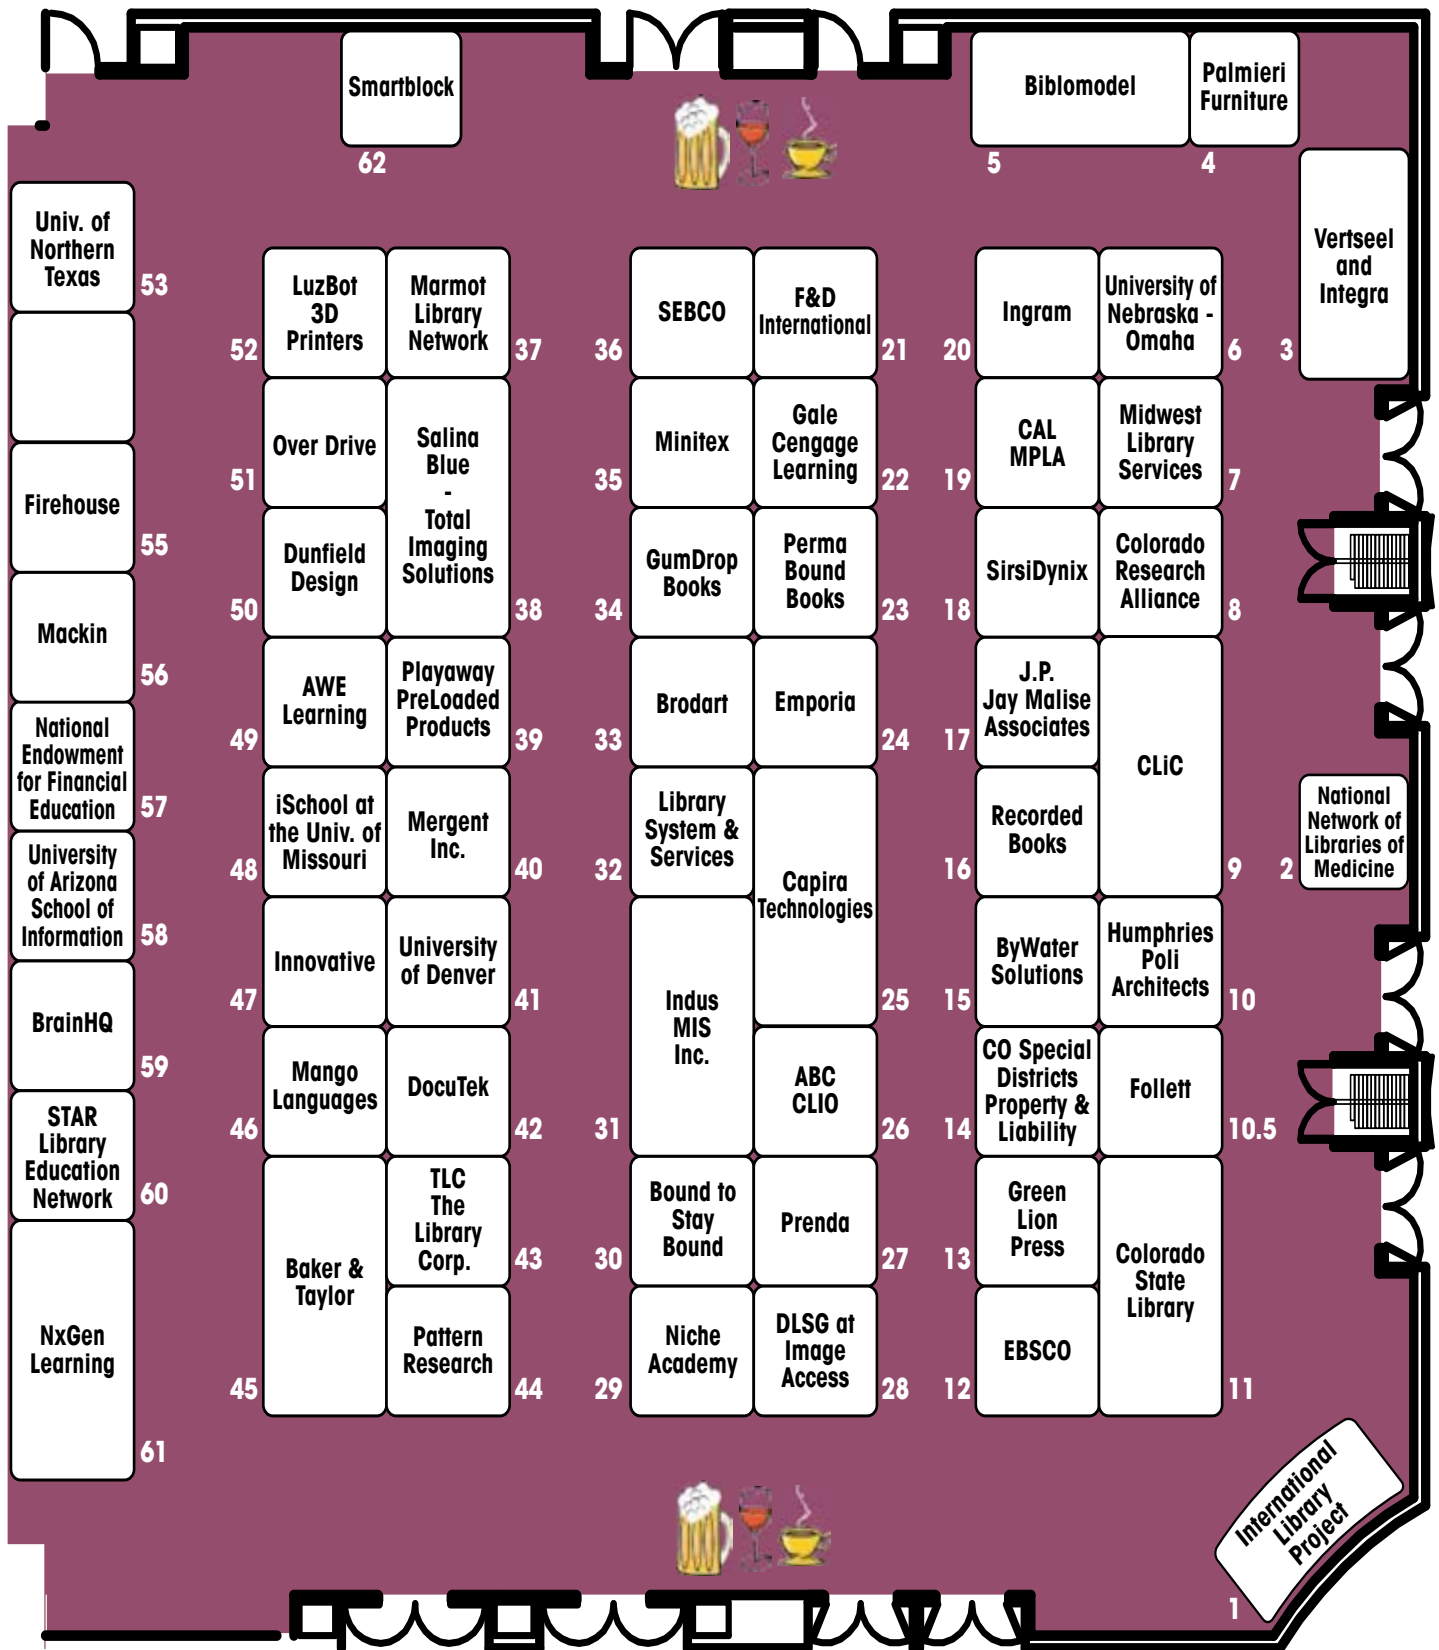 Smartblock
62
Biblomodel
5
Palmieri
Furniture
4
Vertseel
and
Integra
3
Univ. of
Northern
Texas
53
Firehouse
55
Mackin
56
National
Endowment
for Financial
Education
57
University
of Arizona
School of
Information
58
BrainHQ
59
STAR
Library
Education
Network
60
NxGen
Learning
61
LuzBot
3D
Printers
52
Over Drive
51
Dunfield
Design
50
AWE
Learning
49
iSchool at
the Univ. of
Missouri
48
Innovative
47
Mango
Languages
46
Baker &
Taylor
45
Marmot
Library
Network
37
Salina
Blue
-
Total
Imaging
Solutions
38
Playaway
PreLoaded
Products
39
Mergent
Inc.
40
University
of Denver
41
DocuTek
42
TLC
The
Library
Corp.
43
Pattern
Research
44
SEBCO
36
Minitex
35
GumDrop
Books
34
Brodart
33
Library
System &
Services
32
Indus
MIS
Inc.
31
Bound to
Stay
Bound
30
Niche
Academy
29
F&D
International
21
Gale
Cengage
Learning
22
Perma
Bound
Books
23
Emporia
24
Capira
Technologies
25
ABC
CLIO
26
Prenda
27
DLSG at
Image
Access
28
Ingram
20
CAL
MPLA
19
SirsiDynix
18
J.P.
Jay Malise
Associates
17
Recorded
Books
16
ByWater
Solutions
15
CO Special
Districts
Property &
Liability
14
Green
Lion
Press
13
EBSCO
12
University of
Nebraska -
Omaha
6
Midwest
Library
Services
7
Colorado
Research
Alliance
8
CLiC
9
Humphries
Poli
Architects
10
Follett
10.5
Colorado
State
Library
11
National
Network of
Libraries of
Medicine
2
International
Library
Project
1